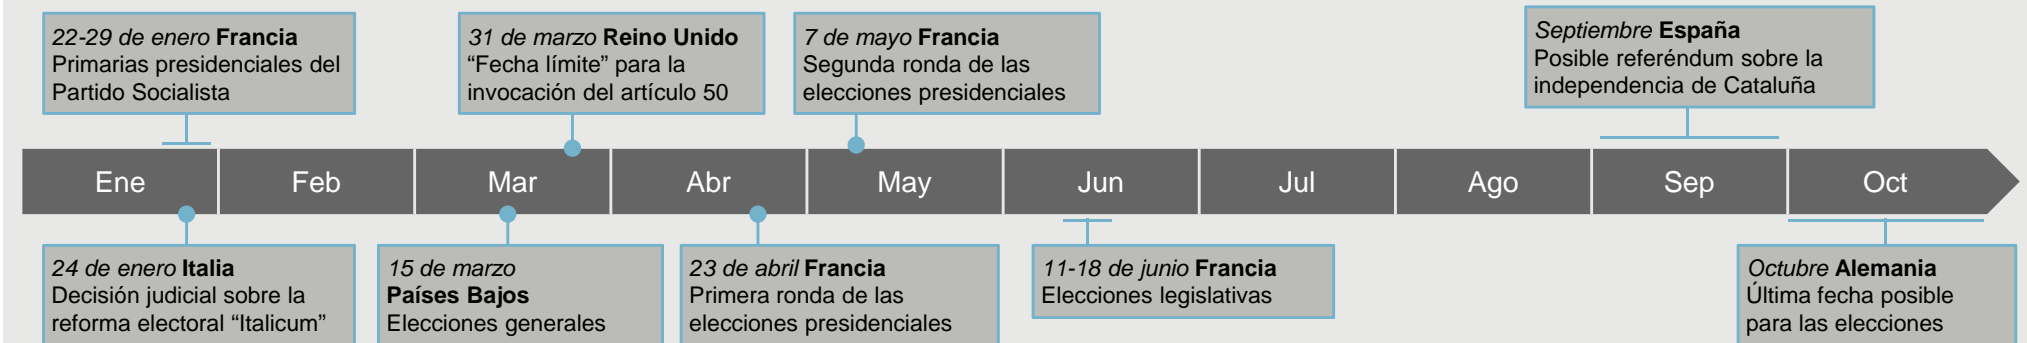 22-29 de enero Francia
Primarias presidenciales del
Partido Socialista
31 de marzo Reino Unido
“Fecha límite” para la
invocación del artículo 50
7 de mayo Francia
Segunda ronda de las
elecciones presidenciales
Septiembre España
Posible referéndum sobre la
independencia de Cataluña
Ene
Feb
Mar
Abr
May
Jun
Jul
Ago
Sep
Oct
24 de enero Italia
Decisión judicial sobre la
reforma electoral “Italicum”
15 de marzo
Países Bajos
Elecciones generales
23 de abril Francia
Primera ronda de las
elecciones presidenciales
11-18 de junio Francia
Elecciones legislativas
Octubre Alemania
Última fecha posible
para las elecciones